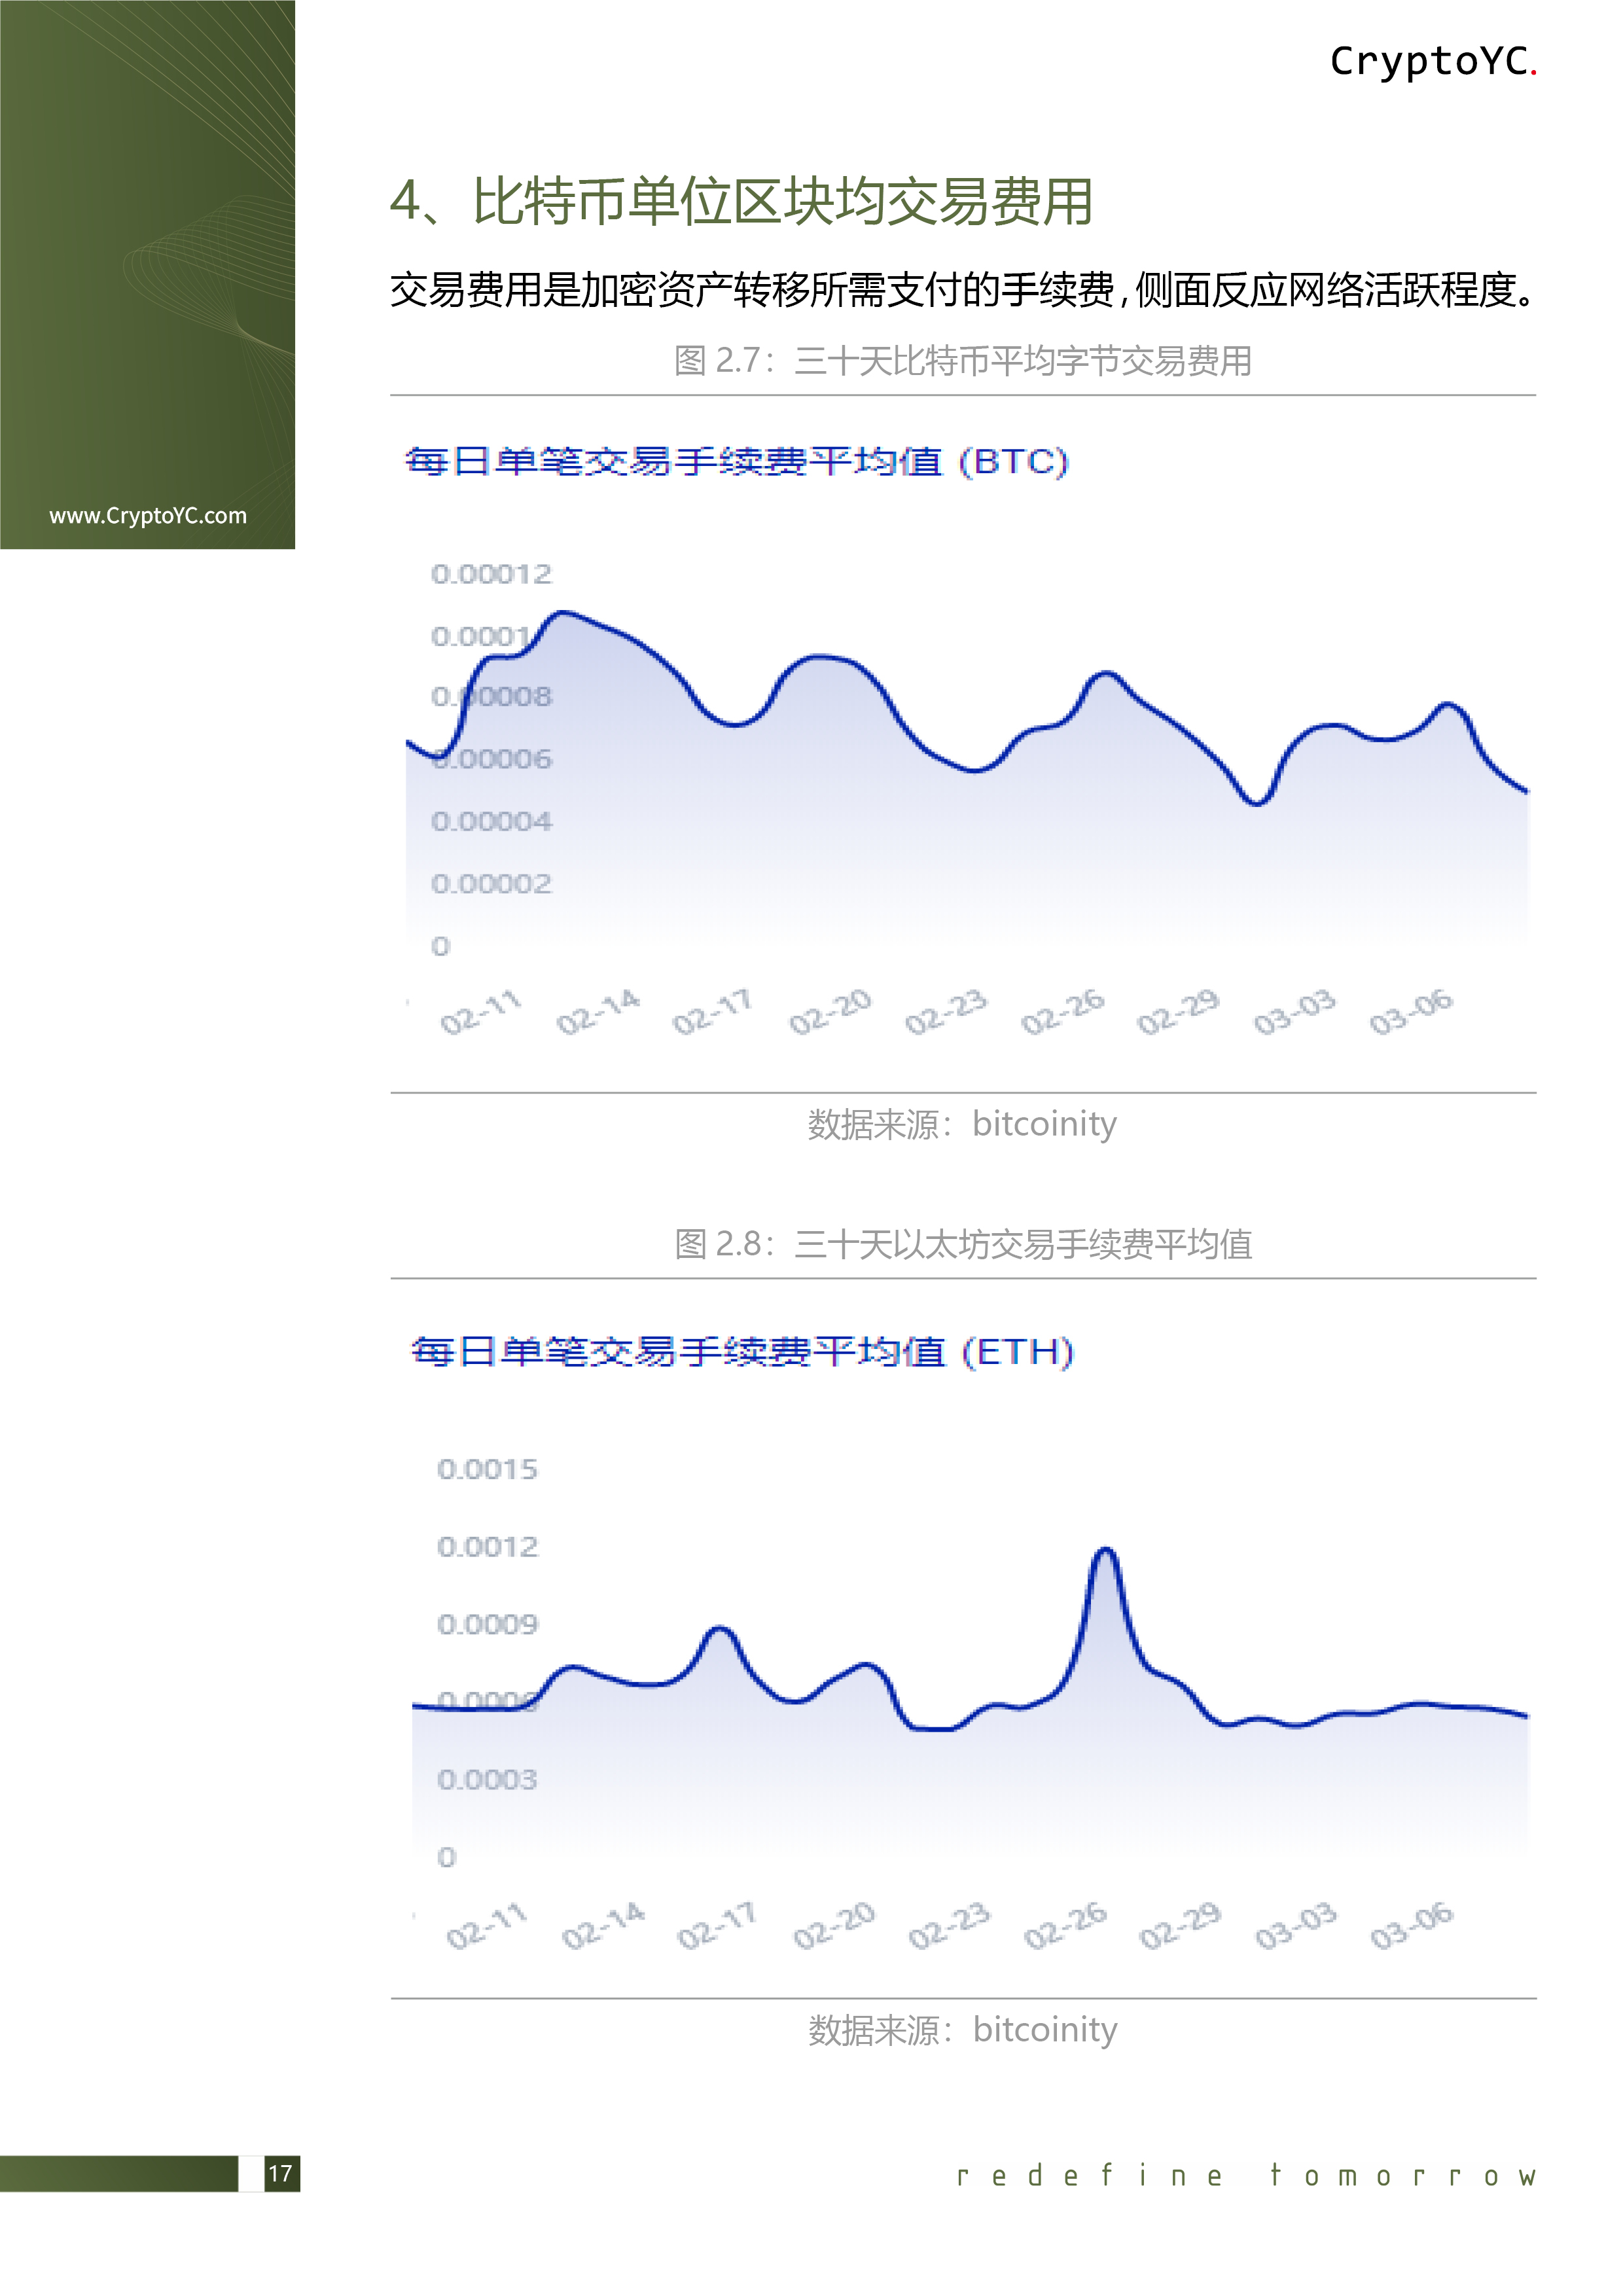 CryptoYC.
www.CryptoYC.com
4、比特币单位区块均交易费用
交易费用是加密资产转移所需支付的手续费，侧面反应网络活跃程度。
图 2.7：三十天比特币平均字节交易费用
每日单笔交易手续费平均值 (BTC)
0.00012
0.0001
0.00008
0.00006
0.00004
0.00002
0
02-11 02-14 02-17 02-20 02-23 02-26 02-29 03-03 03-06
数据来源：bitcoinity
图 2.8：三十天以太坊交易手续费平均值
每日单笔交易手续费平均值 (ETH)
0.0015
0.0012
0.0009
0.0006
0.0003
0
02-11 02-14 02-17 02-20 02-23 02-26 02-29 03-03 03-06
数据来源：bitcoinity
17
redefine tomorrow